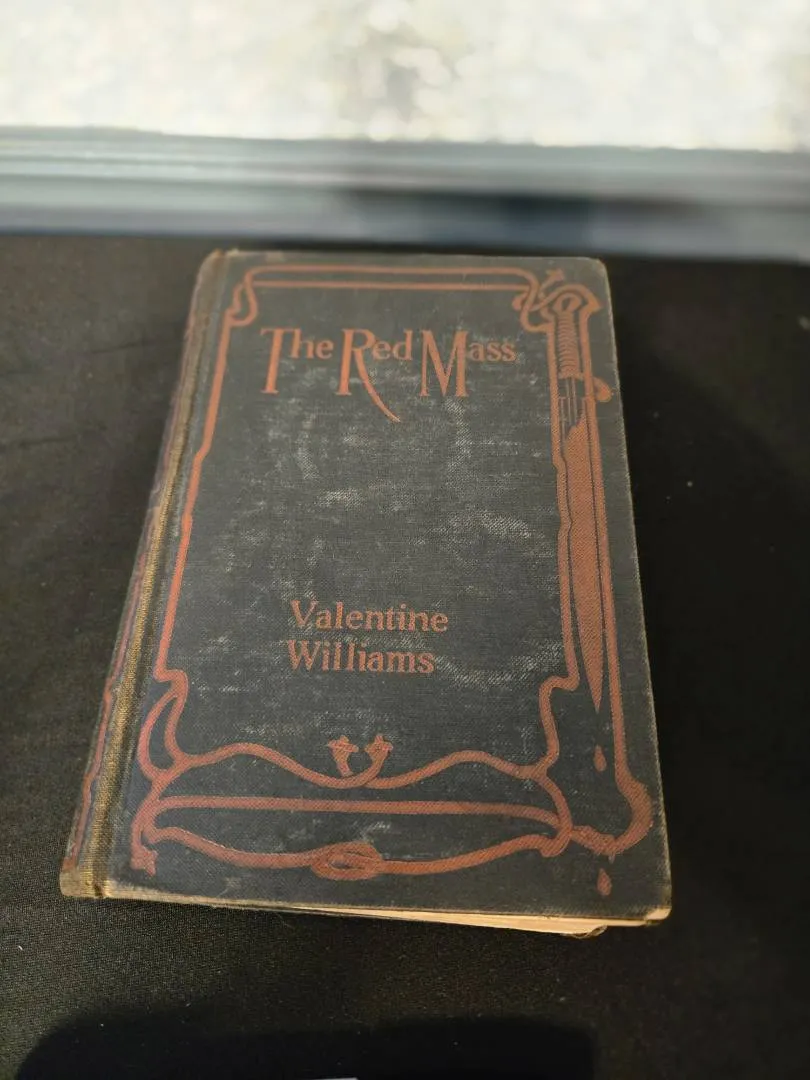 The Red Mass
Valentine
Williams